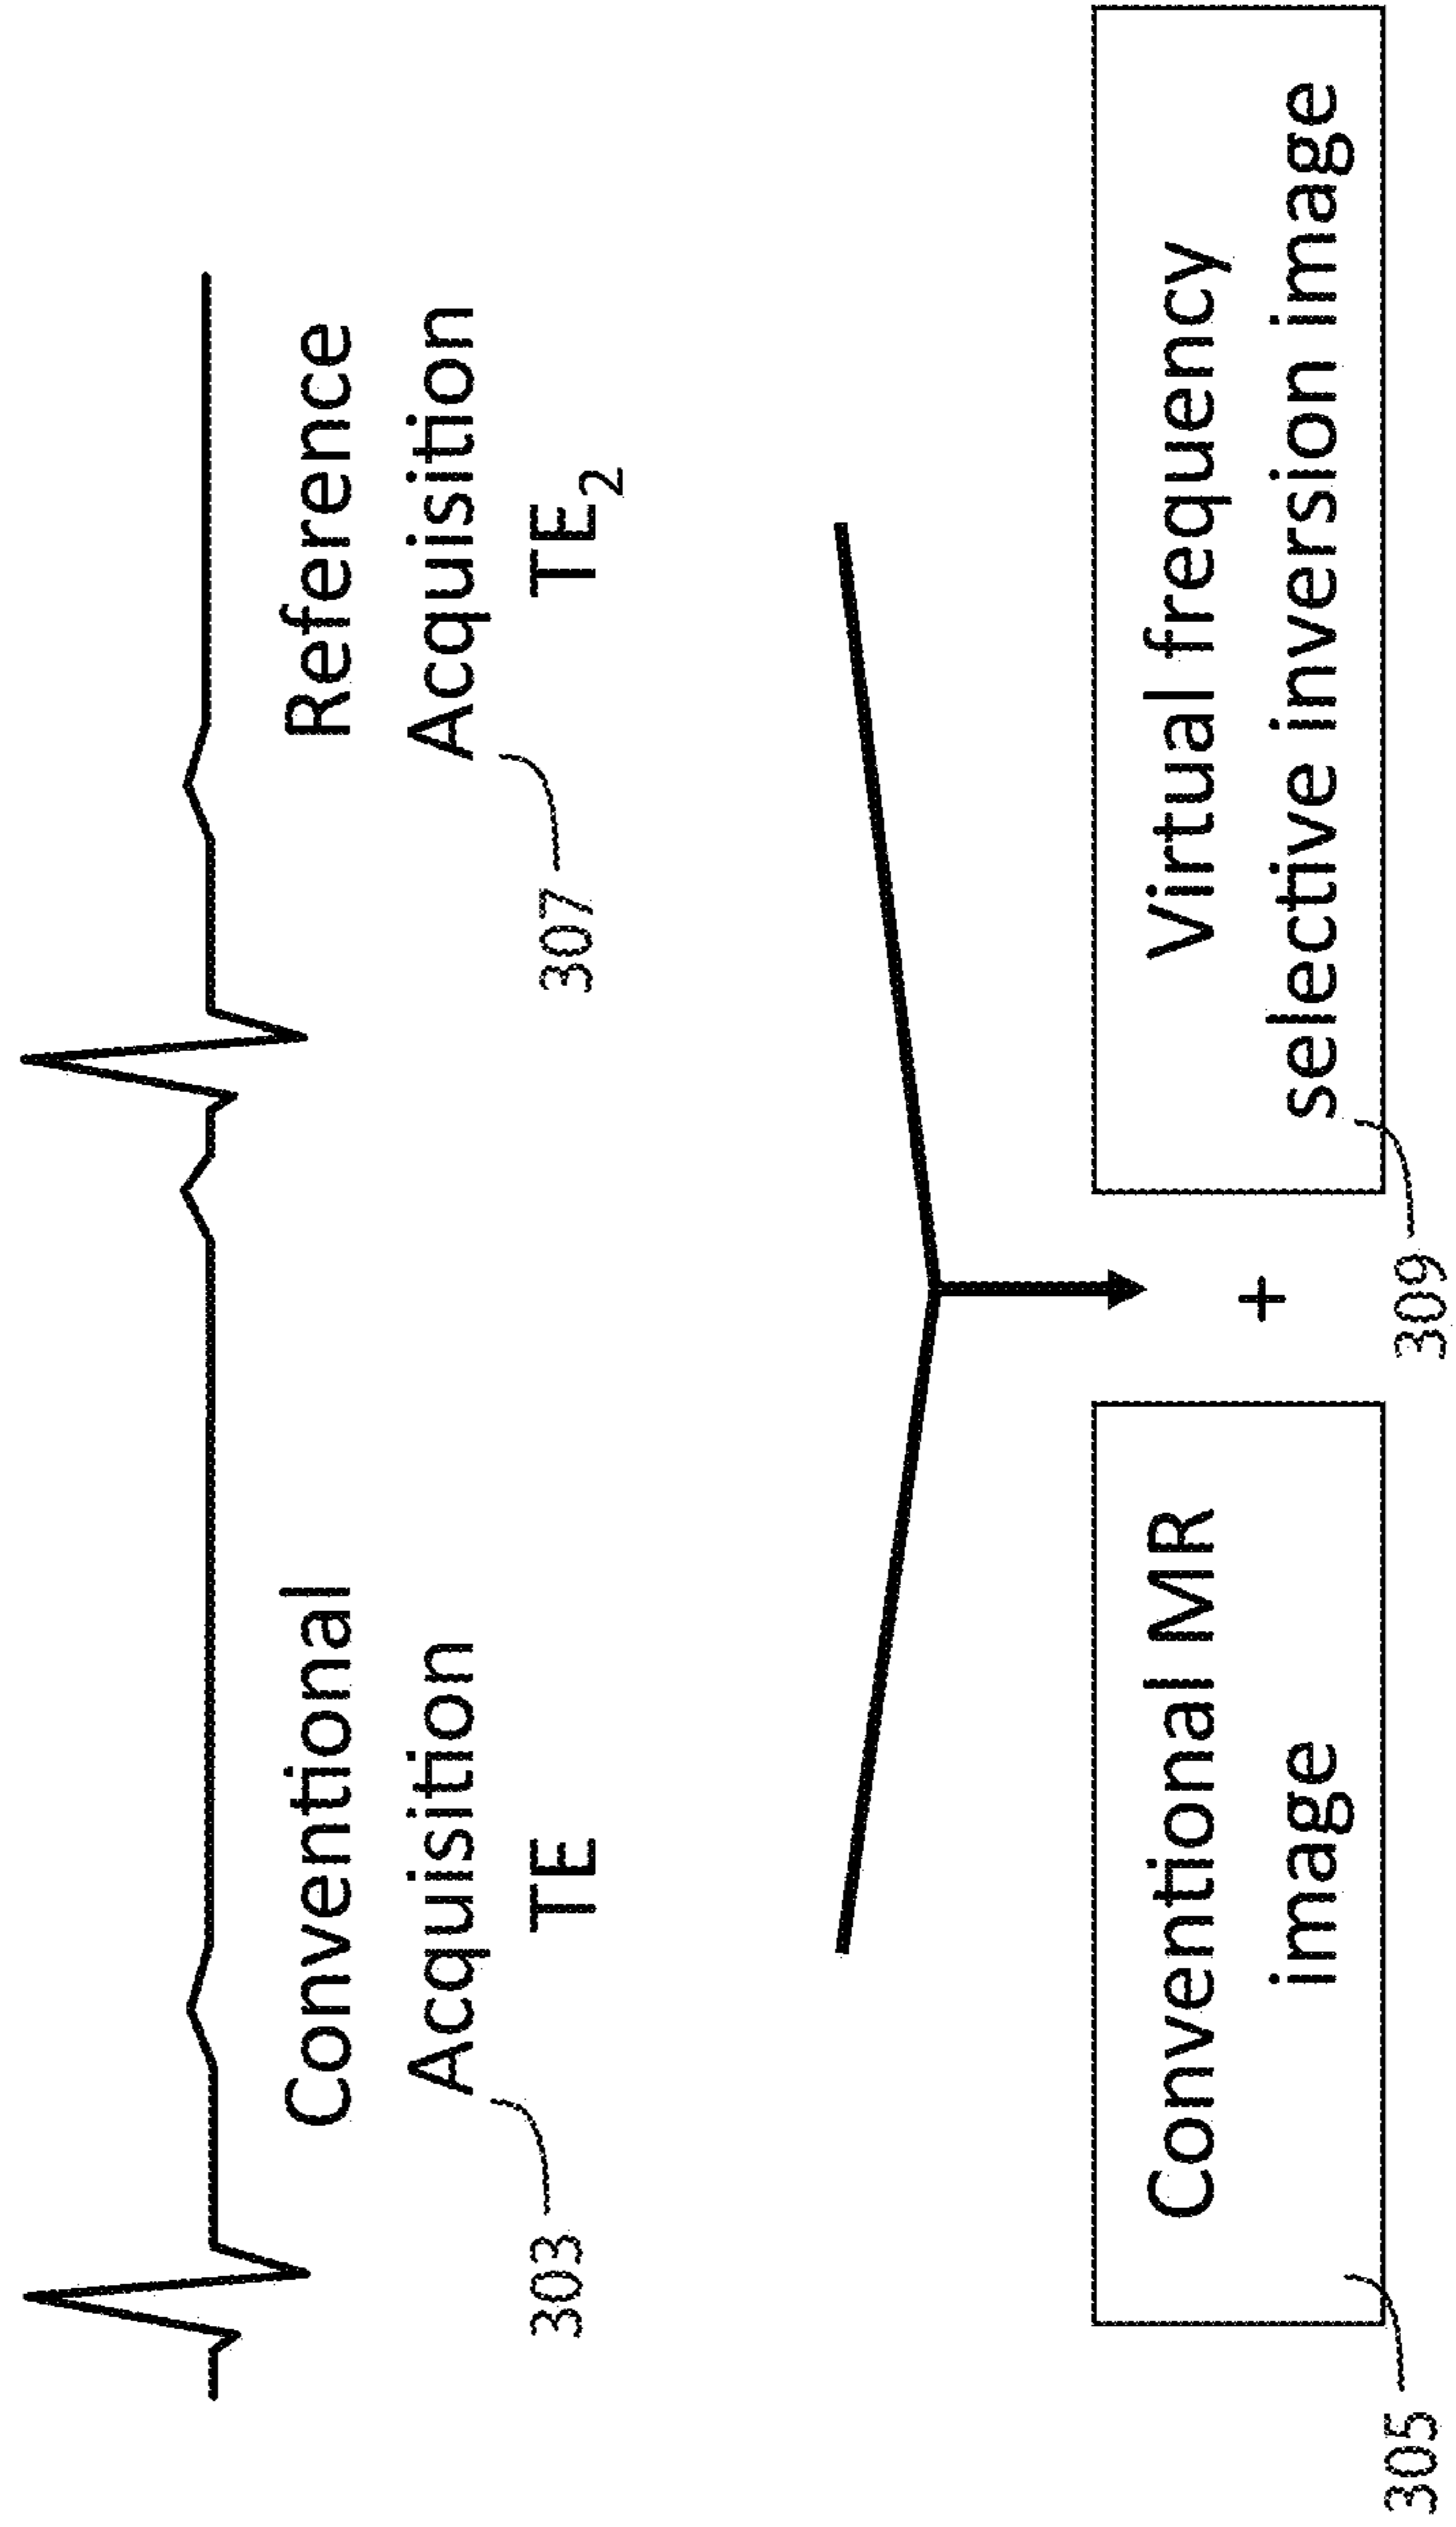 Conventional
Acquisition
TE
303
Reference
Acquisition
TE₂
307
Conventional MR
image
305
+
Virtual frequency
selective inversion image
309